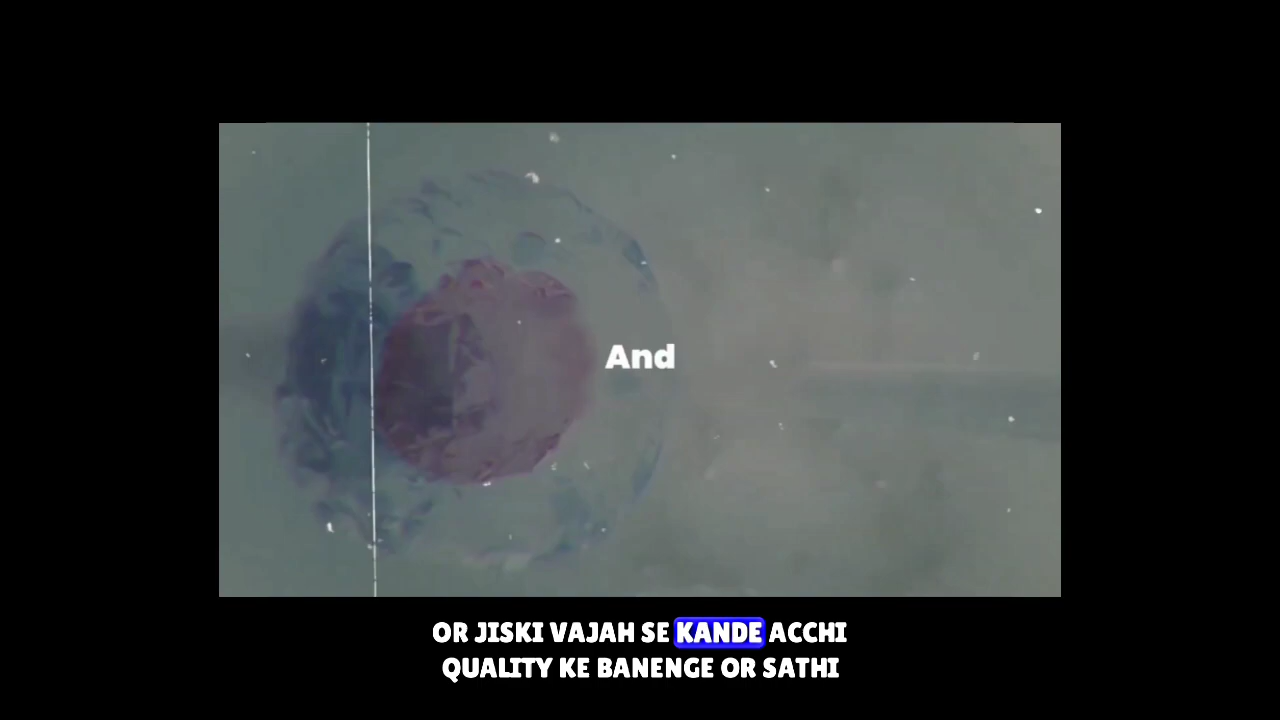 And
OR JISKI VAJAH SE KANDE ACCHI
QUALITY KE BANENGE OR SATHI